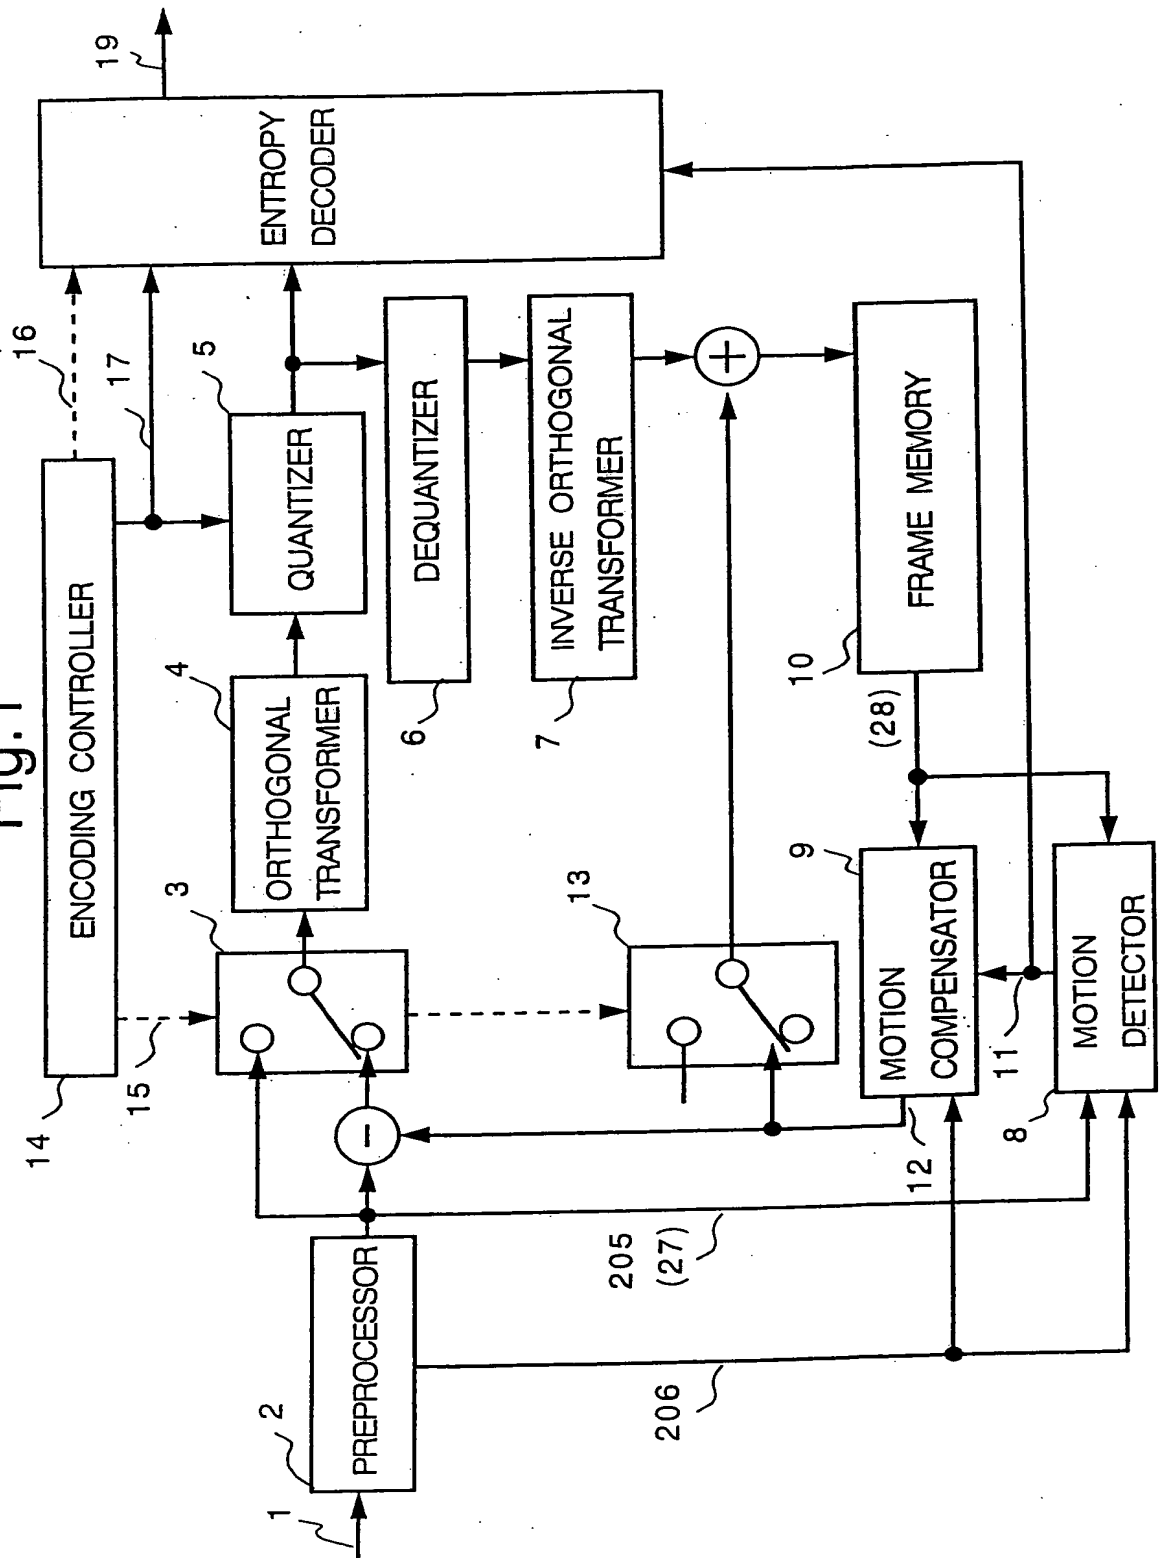 Fig.1
14
ENCODING CONTROLLER
15
16
17
19
1
2
PREPROCESSOR
3
4
ORTHOGONAL
TRANSFORMER
5
QUANTIZER
ENTROPY
DECODER
6
DEQUANTIZER
7
INVERSE ORTHOGONAL
TRANSFORMER
205
(27)
206
13
12
9
MOTION
COMPENSATOR
10
FRAME MEMORY
(28)
11
8
MOTION
DETECTOR